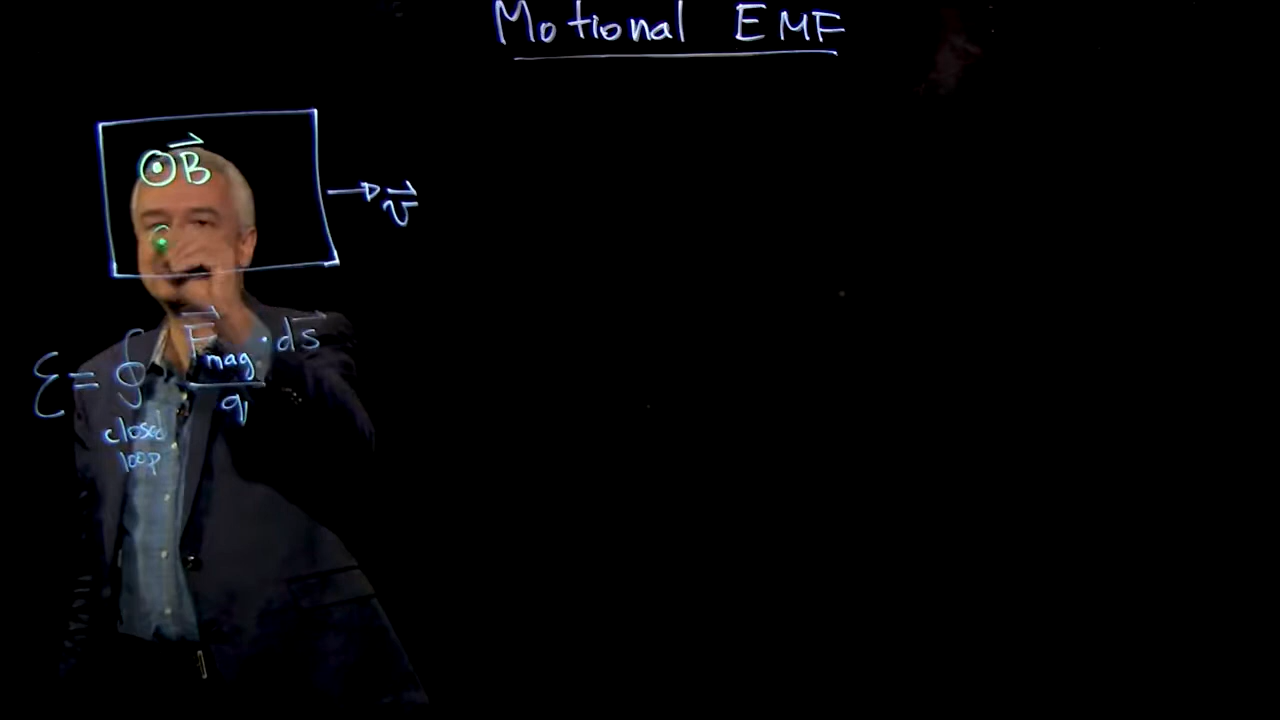 Motional EMF
⊙ B⃗
v⃗
ℰ = ∮ F⃗mag / q · ds⃗
closed
loop